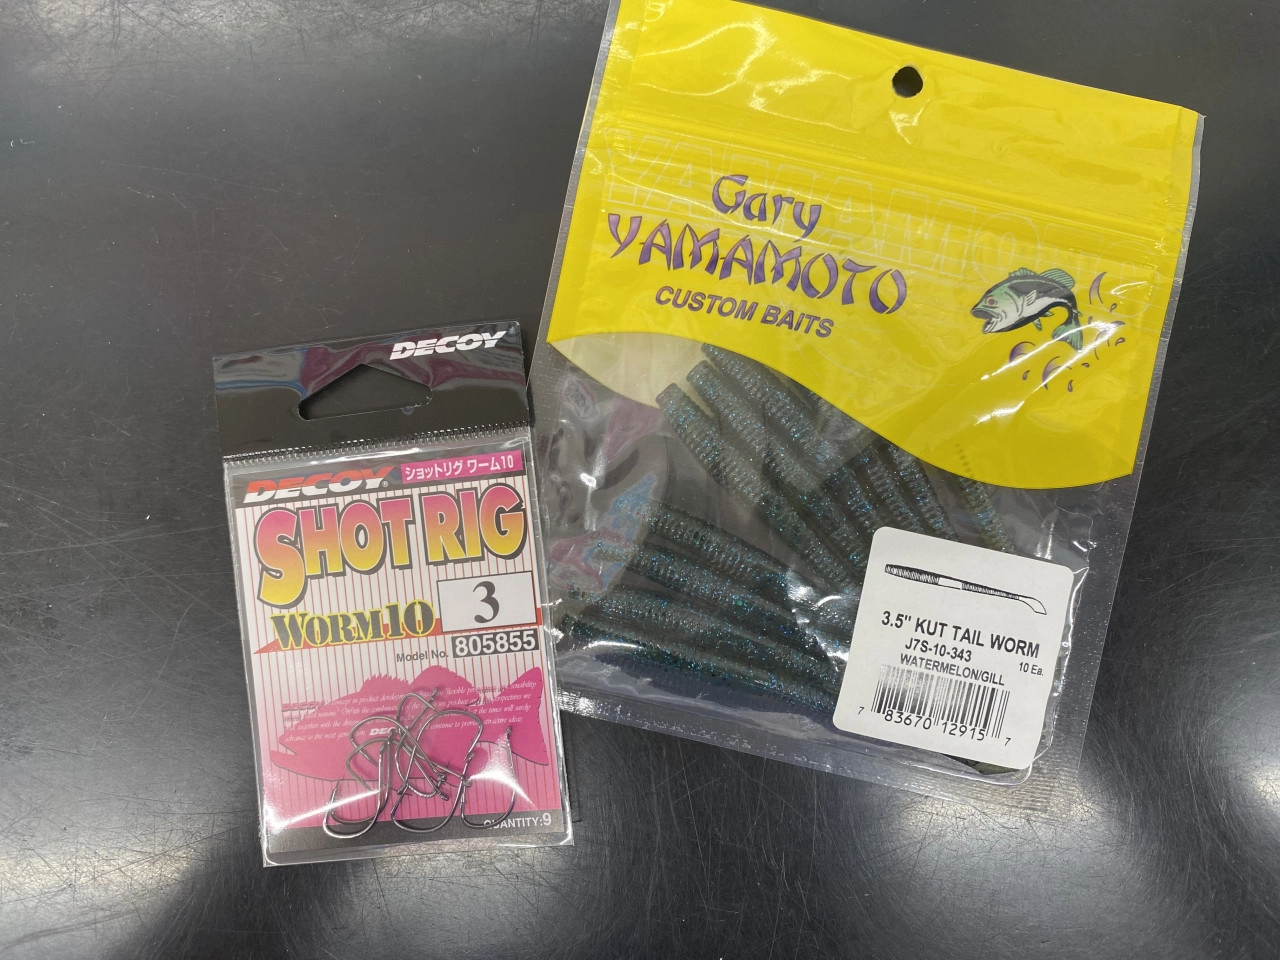 DECOY
DECOY®
ショットリグ ワーム10
SHOT RIG
WORM10
3
Model No. 805855
DE
QUANTITY:9
YAMAMOTO
Gary
YAMAMOTO
CUSTOM BAITS
3.5" KUT TAIL WORM
J7S-10-343
10 Ea.
WATERMELON/GILL
7 83670 12915 7